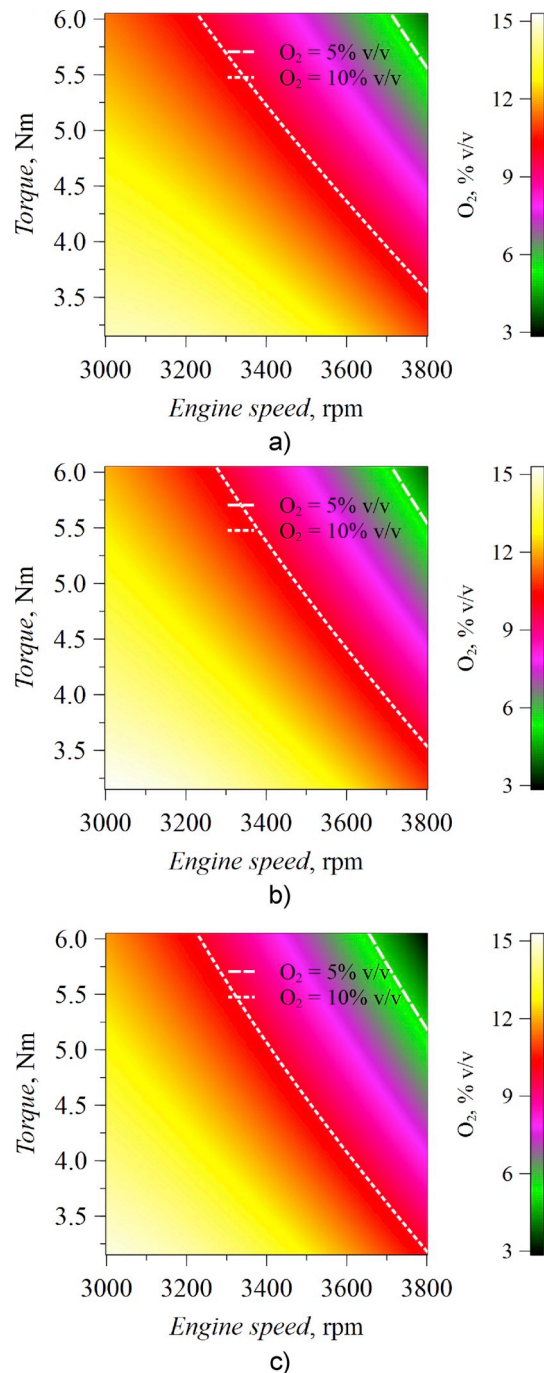 6.0
5.5
5.0
4.5
4.0
3.5
Torque, Nm
O₂ = 5% v/v
O₂ = 10% v/v
15
12
9
6
3
O₂, % v/v
3000 3200 3400 3600 3800
Engine speed, rpm
a)
6.0
5.5
5.0
4.5
4.0
3.5
Torque, Nm
O₂ = 5% v/v
O₂ = 10% v/v
15
12
9
6
3
O₂, % v/v
3000 3200 3400 3600 3800
Engine speed, rpm
b)
6.0
5.5
5.0
4.5
4.0
3.5
Torque, Nm
O₂ = 5% v/v
O₂ = 10% v/v
15
12
9
6
3
O₂, % v/v
3000 3200 3400 3600 3800
Engine speed, rpm
c)